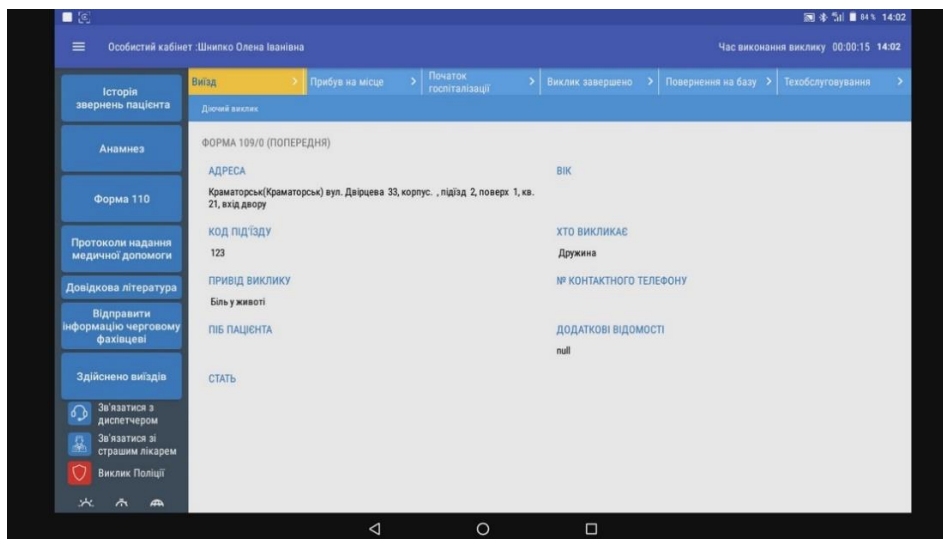 84% 14:02
Особистий кабінет :Шнипко Олена Іванівна
Час виконання виклику 00:00:15 14:02
Історія
звернень пацієнта
Анамнез
Форма 110
Протоколи надання
медичної допомоги
Довідкова література
Відправити
інформацію черговому
фахівцеві
Здійснено виїздів
Зв'язатися з
диспетчером
Зв'язатися зі
страшим лікарем
Виклик Поліції
Виїзд
Прибув на місце
Початок
госпіталізації
Виклик завершено
Повернення на базу
Техобслуговування
Діючий виклик
ФОРМА 109/0 (ПОПЕРЕДНЯ)
АДРЕСА
Краматорськ(Краматорськ) вул. Двірцева 33, корпус. , підїзд 2, поверх 1, кв.
21, вхід двору
ВІК
КОД ПІД'ЇЗДУ
123
ХТО ВИКЛИКАЄ
Дружина
ПРИВІД ВИКЛИКУ
Біль у животі
№ КОНТАКТНОГО ТЕЛЕФОНУ
ПІБ ПАЦІЄНТА
ДОДАТКОВІ ВІДОМОСТІ
null
СТАТЬ